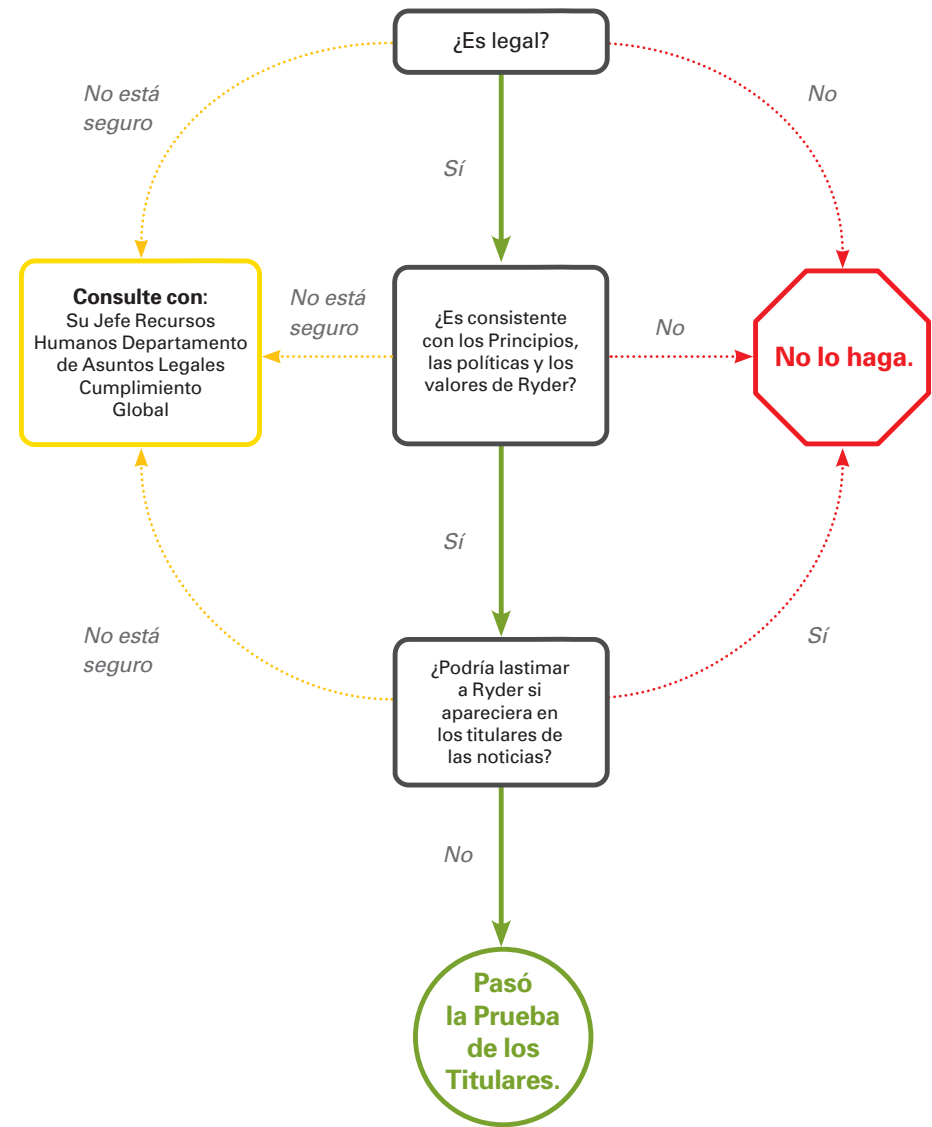 ¿Es legal?
No está
seguro
No
Sí
Consulte con:
Su Jefe Recursos
Humanos Departamento
de Asuntos Legales
Cumplimiento
Global
No está
seguro
¿Es consistente
con los Principios,
las políticas y los
valores de Ryder?
No
No lo haga.
Sí
No está
seguro
¿Podría lastimar
a Ryder si
apareciera en
los titulares de
las noticias?
Sí
No
Pasó
la Prueba
de los
Titulares.